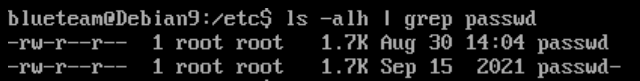 blueteam@Debian9:/etc$ ls -alh | grep passwd
-rw-r--r--  1 root root   1.7K Aug 30 14:04 passwd
-rw-r--r--  1 root root   1.7K Sep 15  2021 passwd-